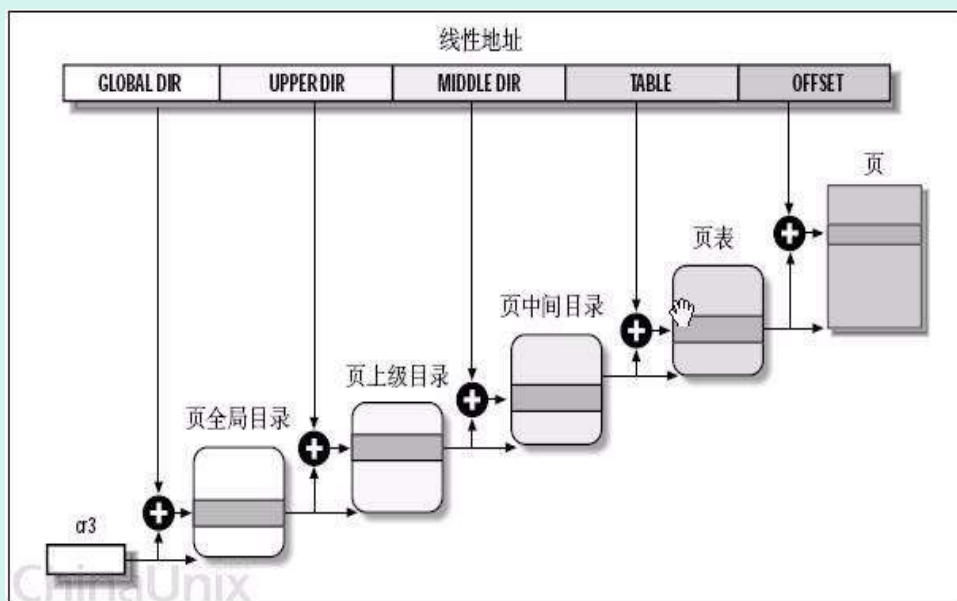 线性地址
GLOBAL DIR UPPER DIR MIDDLE DIR TABLE OFFSET
页
页表
页中间目录
页上级目录
页全局目录
cr3
ChinaUnix